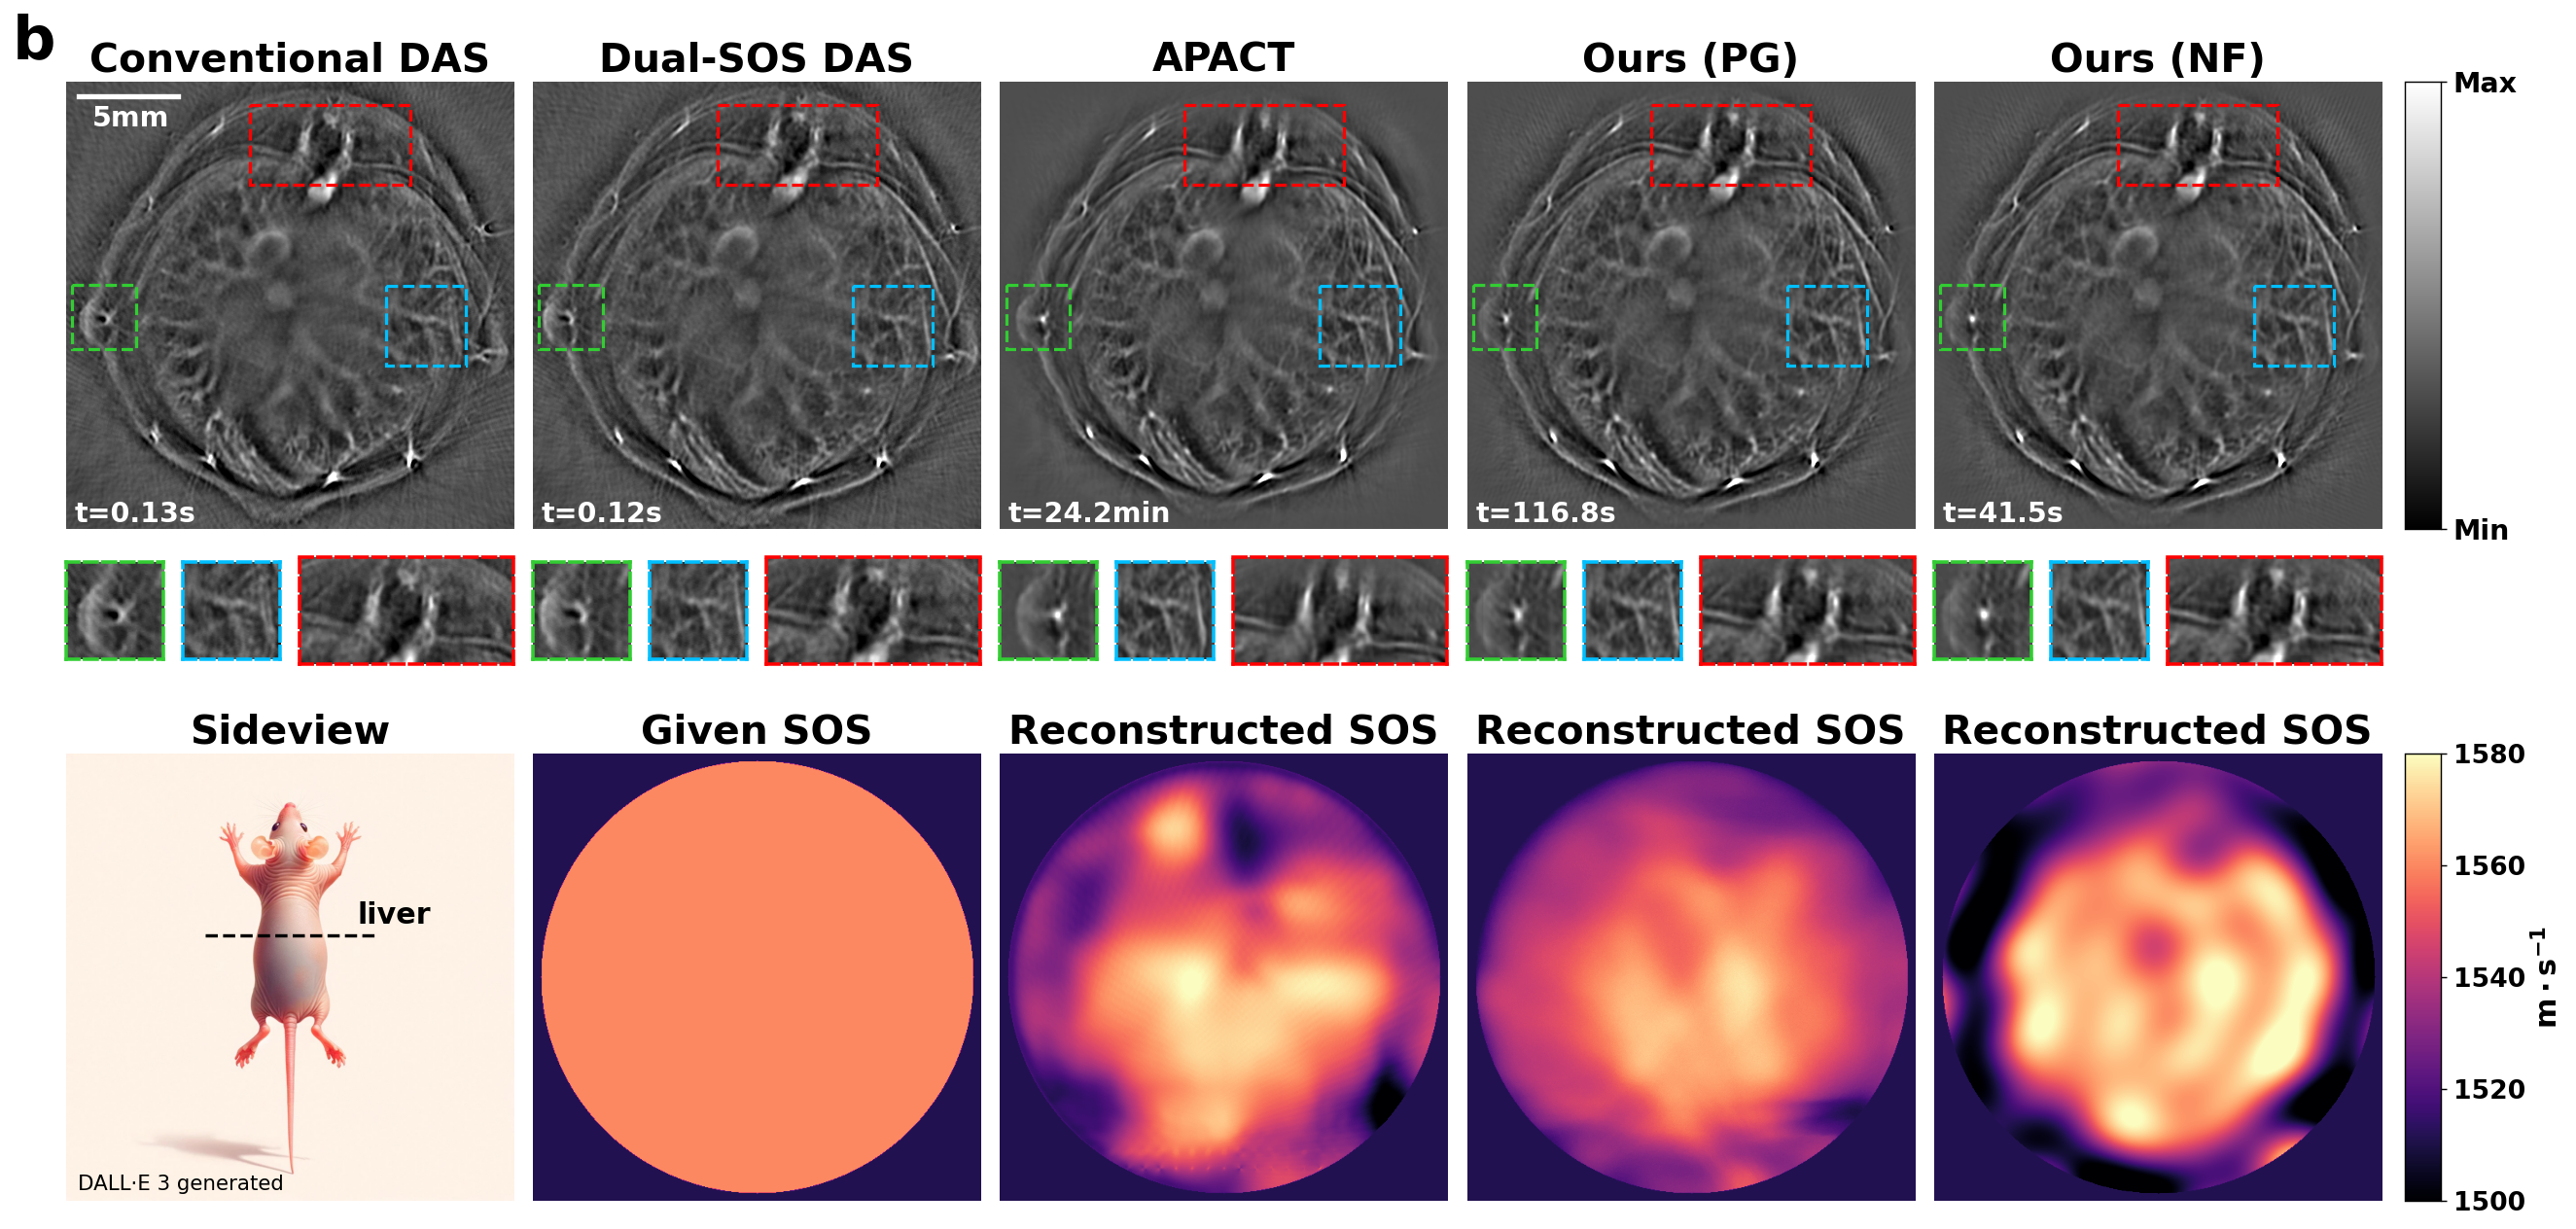 b
Conventional DAS
Dual-SOS DAS
APACT
Ours (PG)
Ours (NF)
5mm
Max
t=0.13s
t=0.12s
t=24.2min
t=116.8s
t=41.5s
Min
Sideview
Given SOS
Reconstructed SOS
Reconstructed SOS
Reconstructed SOS
liver
DALL·E 3 generated
1580
1560
1540
1520
1500
m · s⁻¹